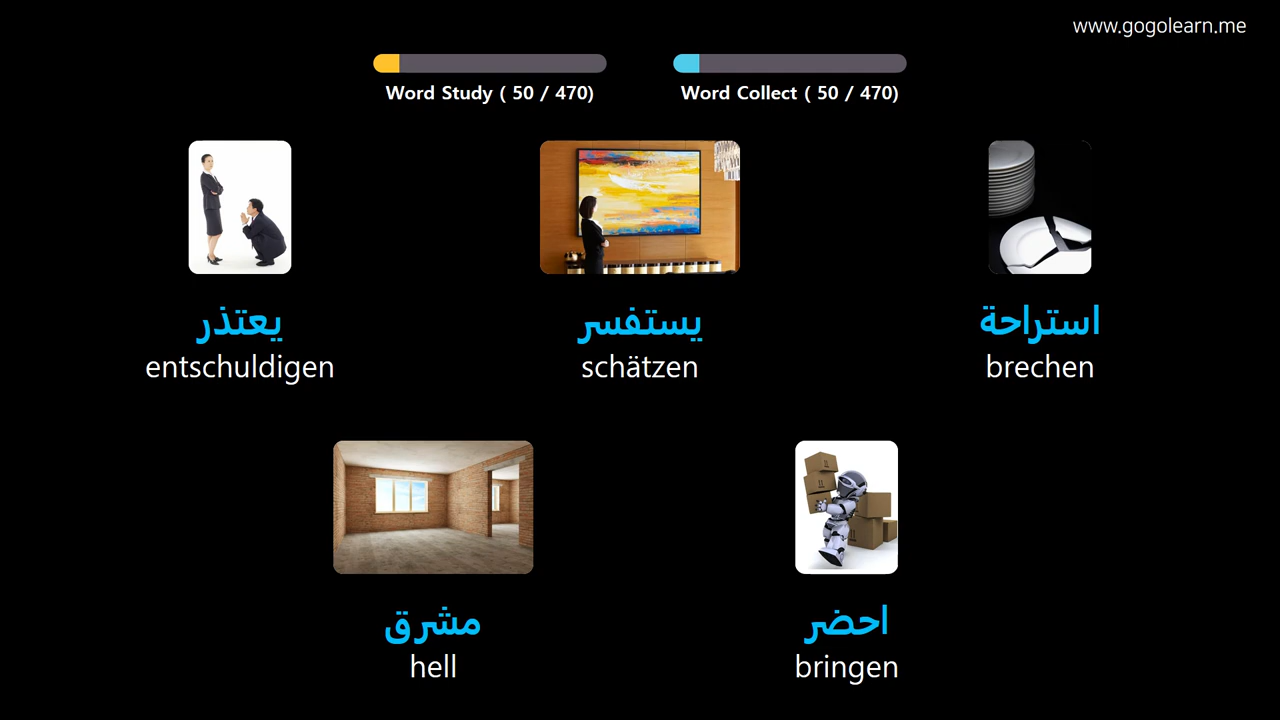 www.gogolearn.me
Word Study ( 50 / 470)
Word Collect ( 50 / 470)
يعتذر
entschuldigen
يستفسر
schätzen
استراحة
brechen
مشرق
hell
احضر
bringen